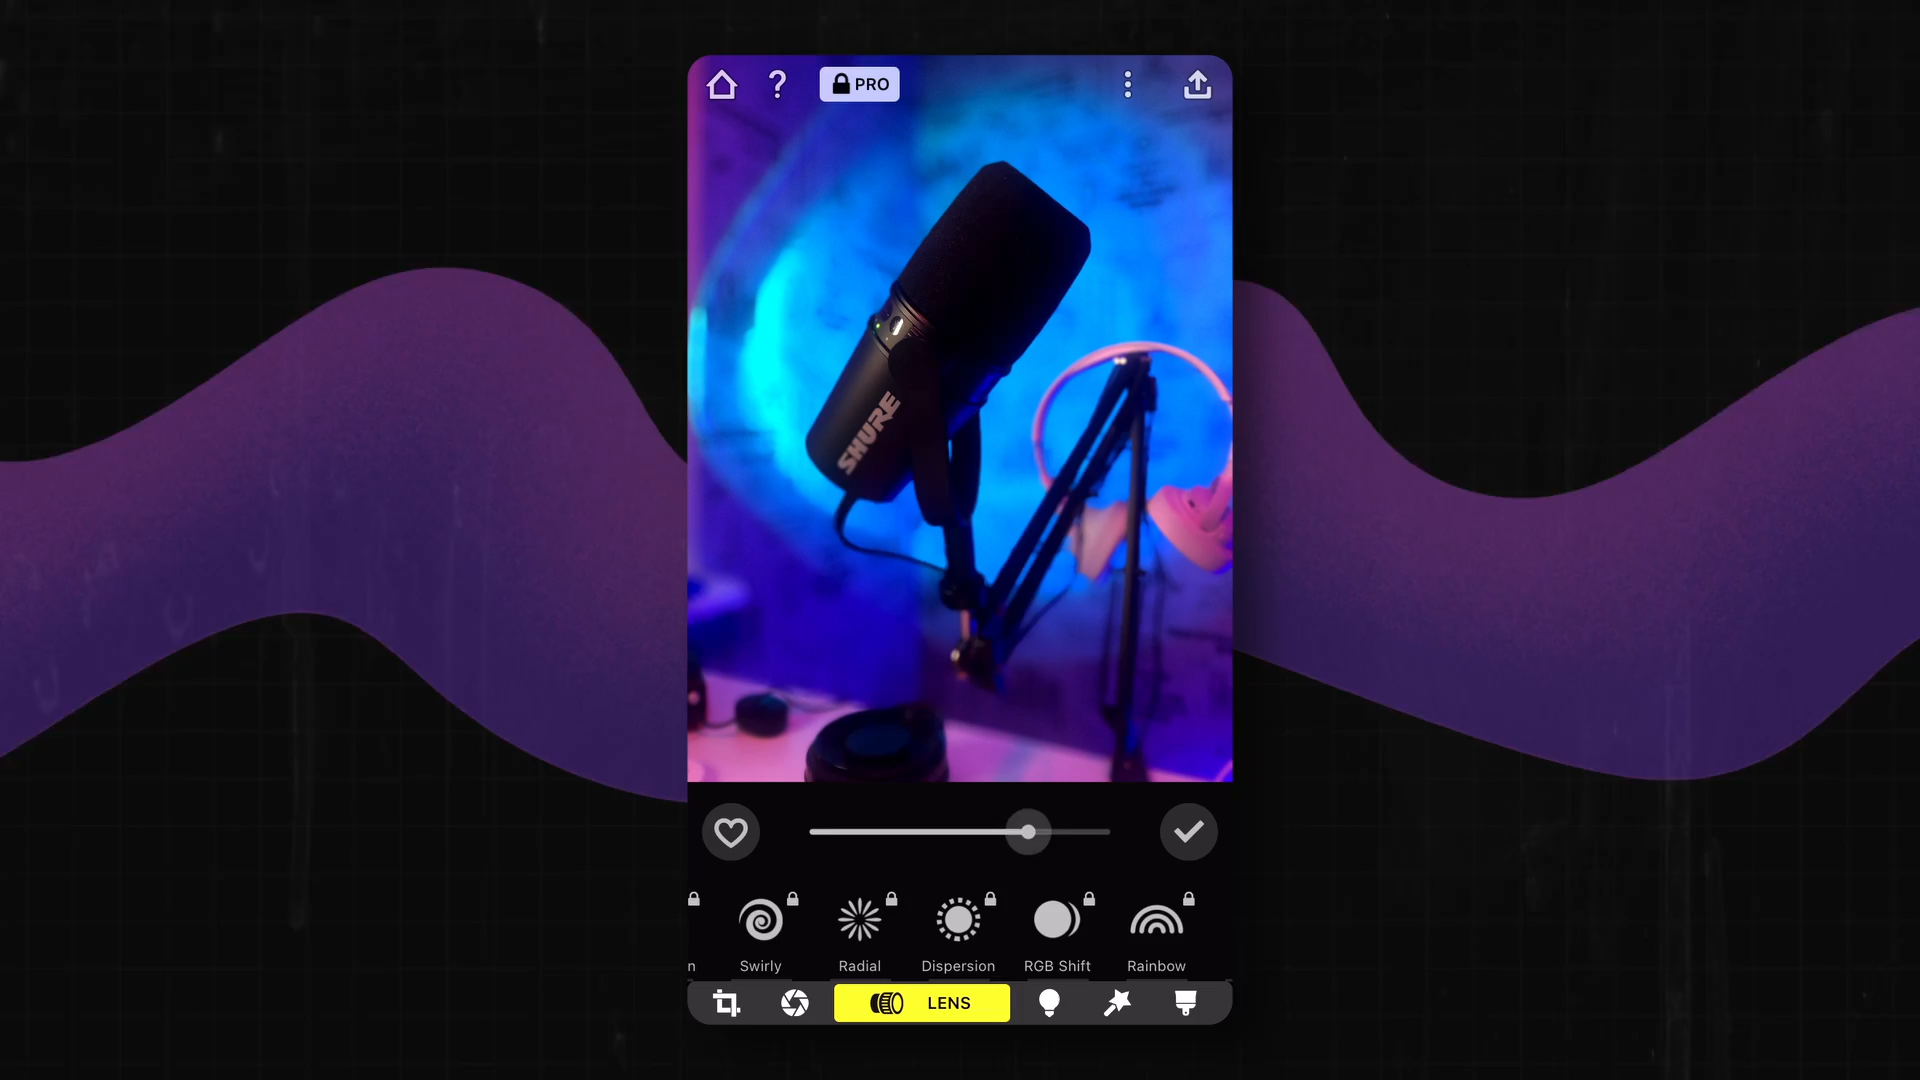 ?
PRO
SHURE
n
Swirly
Radial
Dispersion
RGB Shift
Rainbow
LENS